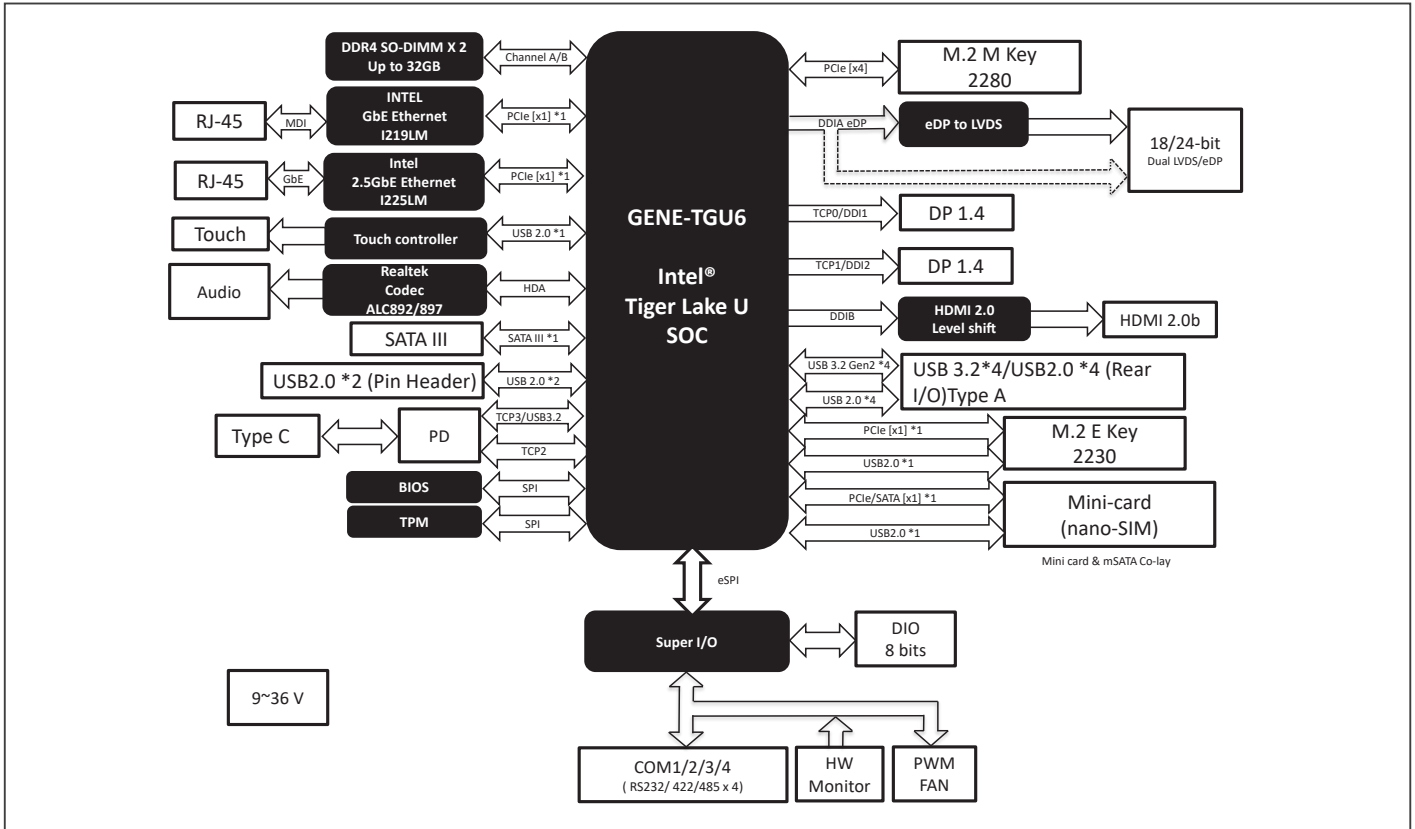 DDR4 SO-DIMM X 2
Up to 32GB
Channel A/B
RJ-45
MDI
INTEL
GbE Ethernet
I219LM
PCIe [x1] *1
RJ-45
GbE
Intel
2.5GbE Ethernet
I225LM
PCIe [x1] *1
Touch
Touch controller
USB 2.0 *1
Audio
Realtek
Codec
ALC892/897
HDA
SATA III
SATA III *1
USB2.0 *2 (Pin Header)
USB 2.0 *2
Type C
PD
TCP3/USB3.2
TCP2
BIOS
SPI
TPM
SPI
GENE-TGU6
Intel®
Tiger Lake U
SOC
PCIe [x4]
M.2 M Key
2280
DDIA eDP
eDP to LVDS
18/24-bit
Dual LVDS/eDP
TCP0/DDI1
DP 1.4
TCP1/DDI2
DP 1.4
DDIB
HDMI 2.0
Level shift
HDMI 2.0b
USB 3.2 Gen2 *4
USB 2.0 *4
USB 3.2*4/USB2.0 *4 (Rear
I/O)Type A
PCIe [x1] *1
USB2.0 *1
M.2 E Key
2230
PCIe/SATA [x1] *1
USB2.0 *1
Mini-card
(nano-SIM)
Mini card & mSATA Co-lay
eSPI
Super I/O
DIO
8 bits
9~36 V
COM1/2/3/4
( RS232/ 422/485 x 4)
HW
Monitor
PWM
FAN